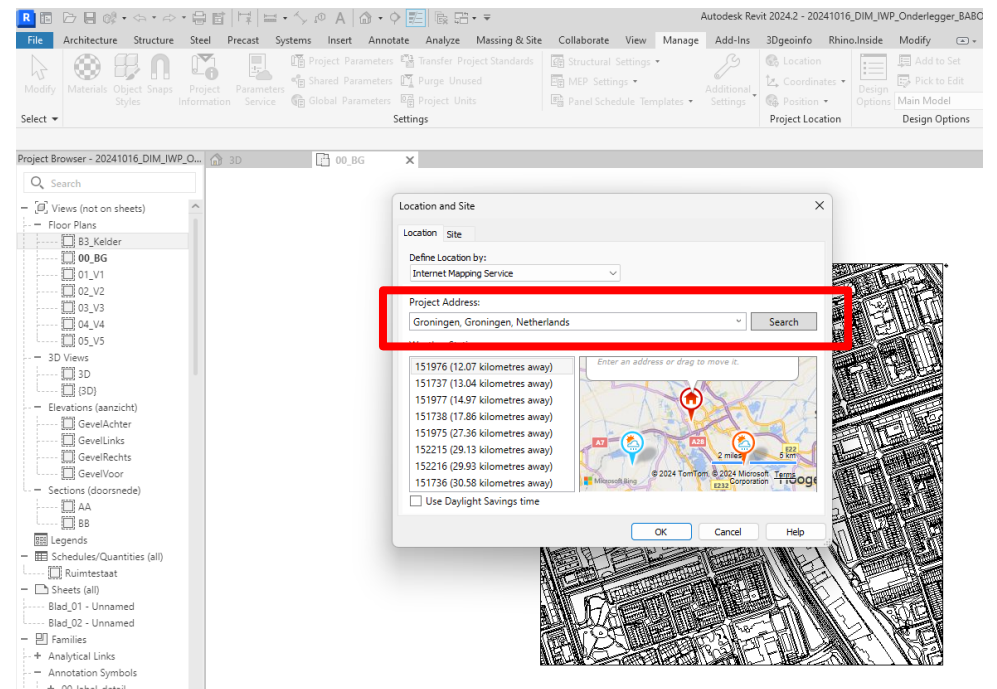 R
Autodesk Revit 2024.2 - 20241016_DIM_IWP_Onderlegger_BABO
File Architecture Structure Steel Precast Systems Insert Annotate Analyze Massing & Site Collaborate View Manage Add-Ins 3Dgeoinfo Rhino.Inside Modify
Project Parameters Transfer Project Standards Structural Settings Location Add to Set
Shared Parameters Purge Unused MEP Settings Coordinates Pick to Edit
Modify Materials Object Snaps Project Parameters Additional Design
Styles Information Service Global Parameters Project Units Panel Schedule Templates Settings Position Options Main Model
Select Settings Project Location Design Options
Project Browser - 20241016_DIM_IWP_O... 3D 00_BG
Search
Views (not on sheets)
Floor Plans
B3_Kelder
00_BG
01_V1
02_V2
03_V3
04_V4
05_V5
3D Views
3D
{3D}
Elevations (aanzicht)
GevelAchter
GevelLinks
GevelRechts
GevelVoor
Sections (doorsnede)
AA
BB
Legends
Schedules/Quantities (all)
Ruimtestaat
Sheets (all)
Blad_01 - Unnamed
Blad_02 - Unnamed
Families
Analytical Links
Annotation Symbols
00_label_detail
Location and Site
Location Site
Define Location by:
Internet Mapping Service
Project Address:
Groningen, Groningen, Netherlands Search
151976 (12.07 kilometres away)
151737 (13.04 kilometres away)
151977 (14.97 kilometres away)
151738 (17.86 kilometres away)
151975 (27.36 kilometres away)
152215 (29.13 kilometres away)
152216 (29.93 kilometres away)
151736 (30.58 kilometres away)
Enter an address or drag to move it.
A7 A28 E22
2 miles 5 km
Microsoft Bing © 2024 TomTom, © 2024 Microsoft Corporation Terms
E232
Use Daylight Savings time
OK Cancel Help